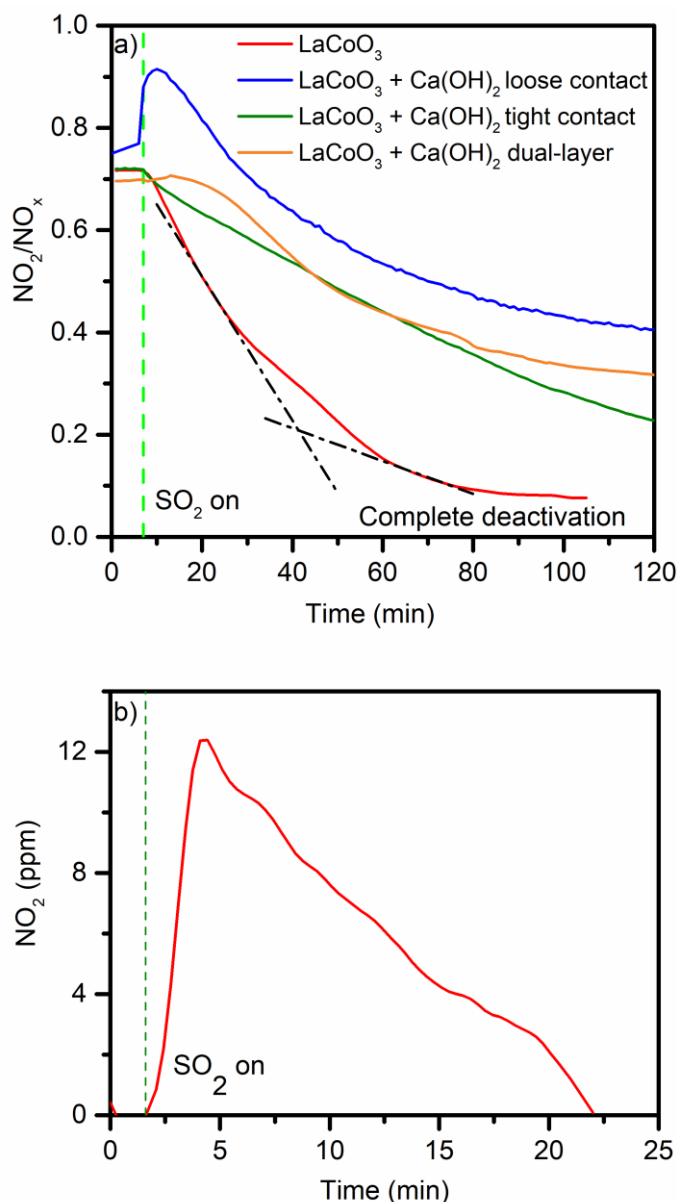 a)
LaCoO₃
LaCoO₃ + Ca(OH)₂ loose contact
LaCoO₃ + Ca(OH)₂ tight contact
LaCoO₃ + Ca(OH)₂ dual-layer
1.0
0.8
0.6
0.4
0.2
0.0
NO₂/NOₓ
SO₂ on
Complete deactivation
0 20 40 60 80 100 120
Time (min)
b)
12
8
4
0
NO₂ (ppm)
SO₂ on
0 5 10 15 20 25
Time (min)